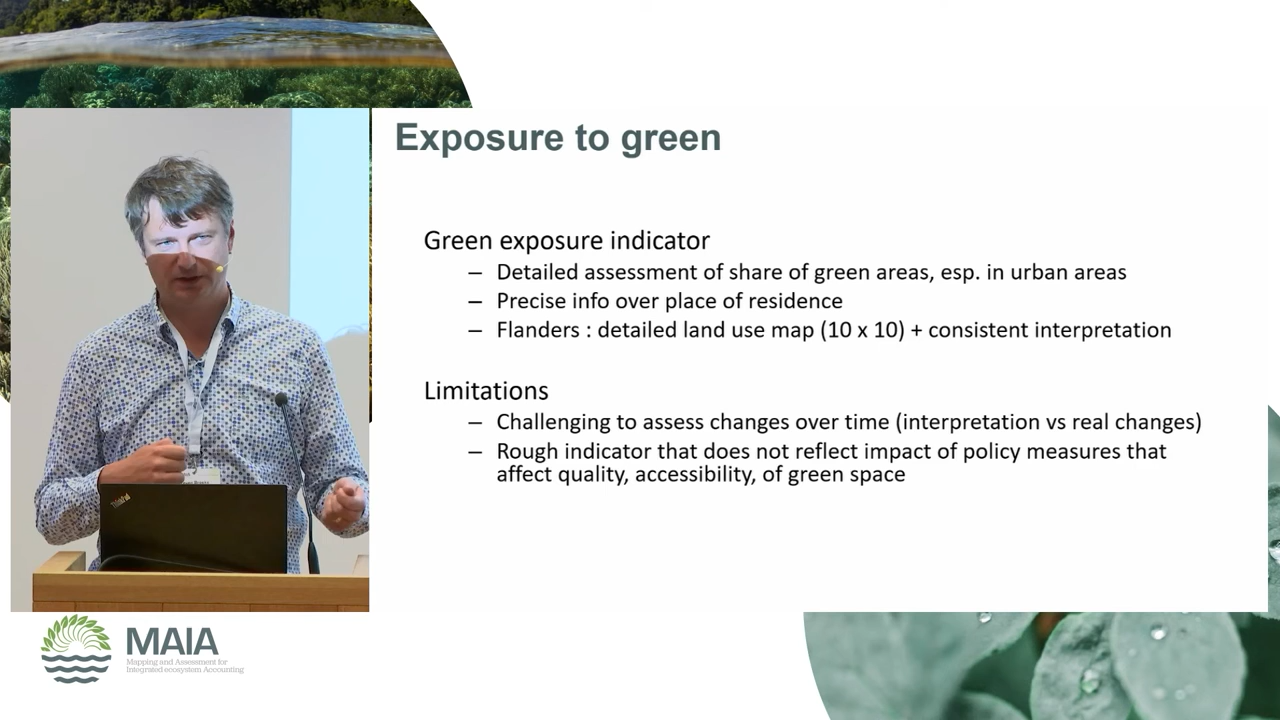 Exposure to green
Green exposure indicator
– Detailed assessment of share of green areas, esp. in urban areas
– Precise info over place of residence
– Flanders : detailed land use map (10 x 10) + consistent interpretation
Limitations
– Challenging to assess changes over time (interpretation vs real changes)
– Rough indicator that does not reflect impact of policy measures that
affect quality, accessibility, of green space
ThinkPad
MAIA
Mapping and Assessment for
Integrated ecosystem Accounting